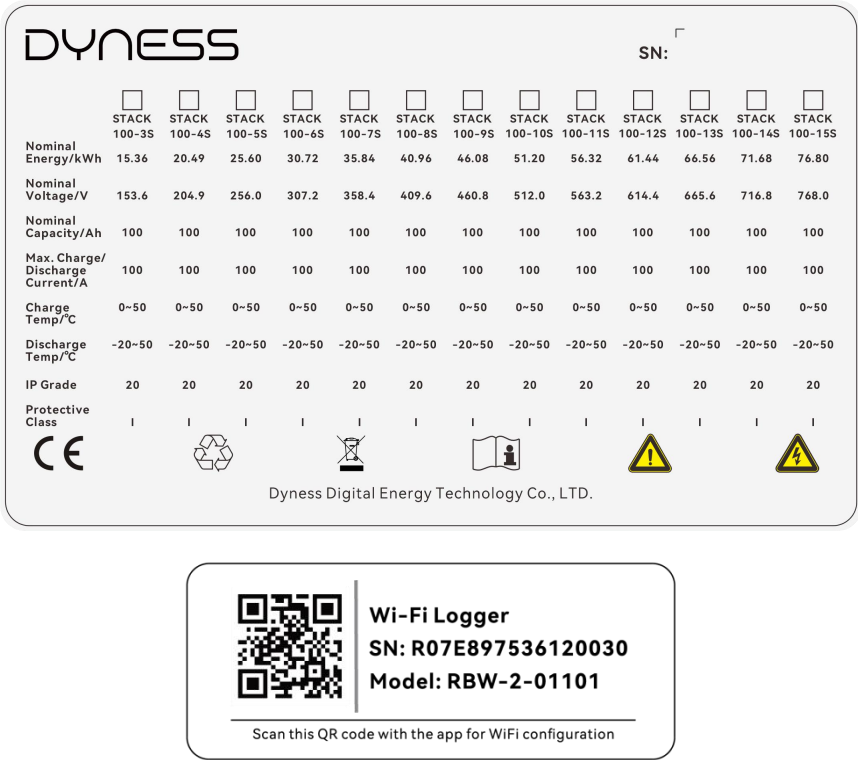 DYNESS
SN:
STACK STACK STACK STACK STACK STACK STACK STACK STACK STACK STACK STACK STACK
100-3S 100-4S 100-5S 100-6S 100-7S 100-8S 100-9S 100-10S 100-11S 100-12S 100-13S 100-14S 100-15S
Nominal
Energy/kWh 15.36 20.49 25.60 30.72 35.84 40.96 46.08 51.20 56.32 61.44 66.56 71.68 76.80
Nominal
Voltage/V 153.6 204.9 256.0 307.2 358.4 409.6 460.8 512.0 563.2 614.4 665.6 716.8 768.0
Nominal
Capacity/Ah 100 100 100 100 100 100 100 100 100 100 100 100 100
Max. Charge/
Discharge 100 100 100 100 100 100 100 100 100 100 100 100 100
Current/A
Charge 0~50 0~50 0~50 0~50 0~50 0~50 0~50 0~50 0~50 0~50 0~50 0~50 0~50
Temp/℃
Discharge -20~50 -20~50 -20~50 -20~50 -20~50 -20~50 -20~50 -20~50 -20~50 -20~50 -20~50 -20~50 -20~50
Temp/℃
IP Grade 20 20 20 20 20 20 20 20 20 20 20 20 20
Protective
Class I I I I I I I I I I I I I
CE
Dyness Digital Energy Technology Co., LTD.
Wi-Fi Logger
SN: R07E897536120030
Model: RBW-2-01101
Scan this QR code with the app for WiFi configuration